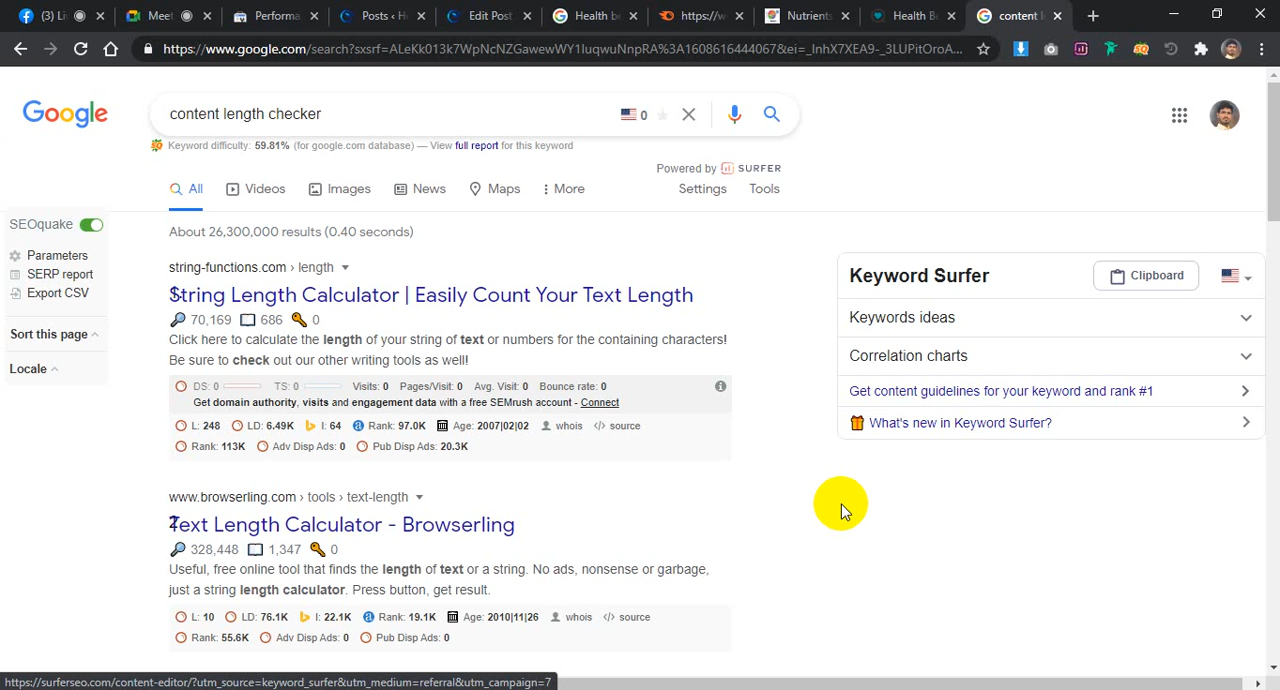 (3) Liv
Meet
Performa
Posts ‹ H
Edit Post
Health be
https://w
Nutrients
Health Be
content l
https://www.google.com/search?sxsrf=ALeKk013k7WpNcNZGawewWY1IuqwuNnpRA%3A1608616444067&ei=_InhX7XEA9-_3LUPitOroA...
Google
content length checker
0
Keyword difficulty: 59.81% (for google.com database) — View full report for this keyword
Powered by SURFER
All
Videos
Images
News
Maps
More
Settings
Tools
About 26,300,000 results (0.40 seconds)
SEOquake
Parameters
SERP report
Export CSV
Sort this page
Locale
string-functions.com › length
String Length Calculator | Easily Count Your Text Length
70,169 686 0
Click here to calculate the length of your string of text or numbers for the containing characters!
Be sure to check out our other writing tools as well!
DS: 0 TS: 0 Visits: 0 Pages/Visit: 0 Avg. Visit: 0 Bounce rate: 0
Get domain authority, visits and engagement data with a free SEMrush account - Connect
L: 248 LD: 6.49K I: 64 Rank: 97.0K Age: 2007|02|02 whois source
Rank: 113K Adv Disp Ads: 0 Pub Disp Ads: 20.3K
www.browserling.com › tools › text-length
2
Text Length Calculator - Browserling
328,448 1,347 0
Useful, free online tool that finds the length of text or a string. No ads, nonsense or garbage,
just a string length calculator. Press button, get result.
L: 10 LD: 76.1K I: 22.1K Rank: 19.1K Age: 2010|11|26 whois source
Rank: 55.6K Adv Disp Ads: 0 Pub Disp Ads: 0
Keyword Surfer
Clipboard
Keywords ideas
Correlation charts
Get content guidelines for your keyword and rank #1
What's new in Keyword Surfer?
https://surferseo.com/content-editor/?utm_source=keyword_surfer&utm_medium=referral&utm_campaign=7